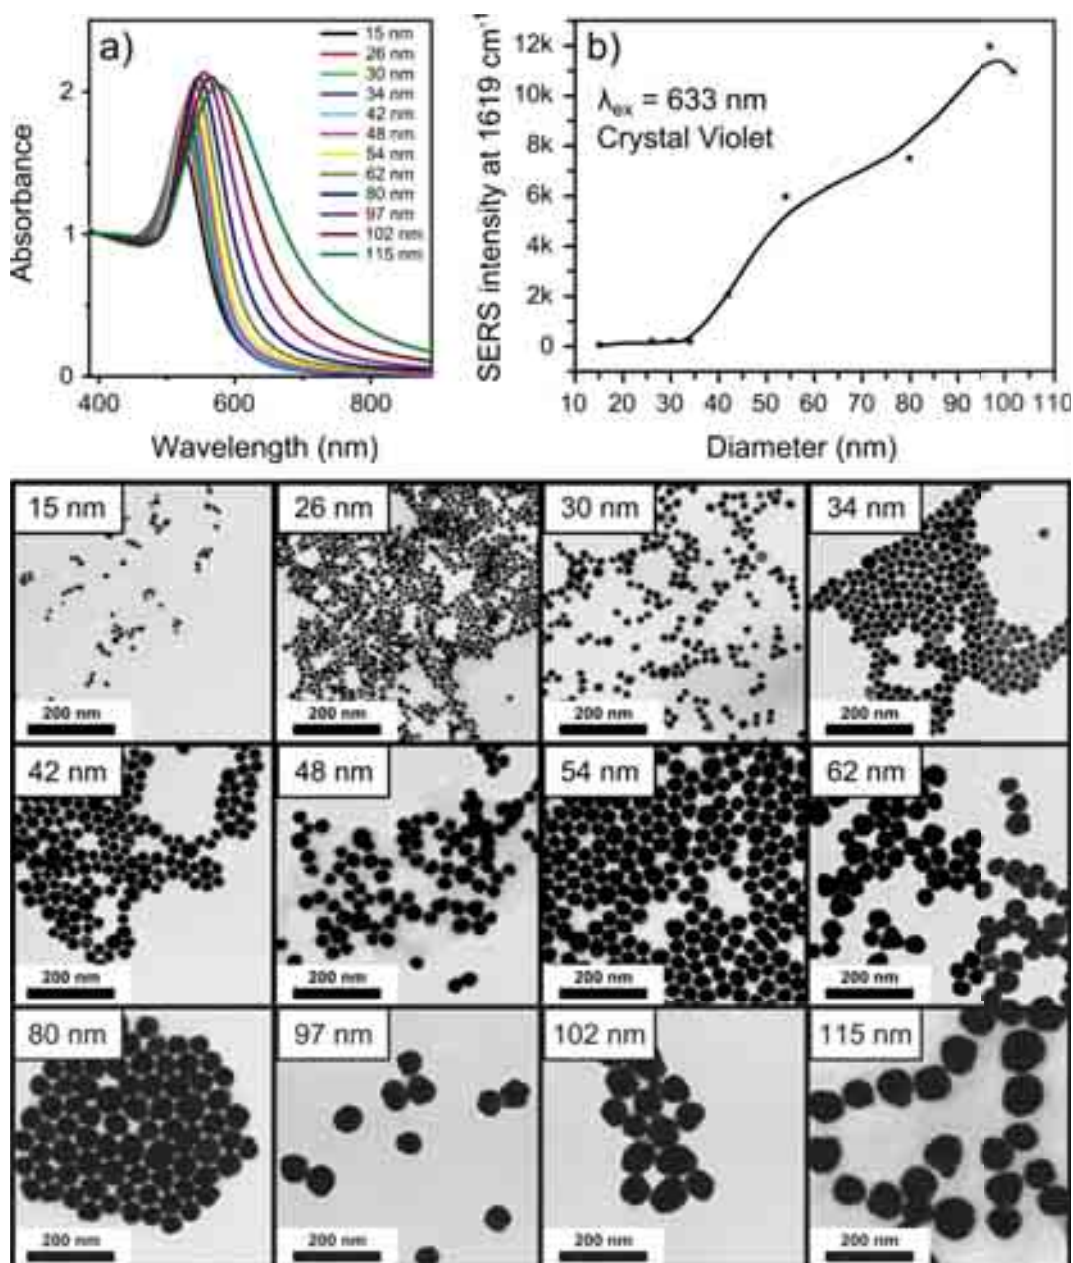 a)
15 nm
26 nm
30 nm
34 nm
42 nm
48 nm
54 nm
62 nm
80 nm
97 nm
102 nm
115 nm
Absorbance
2
1
0
400 600 800
Wavelength (nm)
b)
λex = 633 nm
Crystal Violet
SERS intensity at 1619 cm⁻¹
12k
10k
8k
6k
4k
2k
0
10 20 30 40 50 60 70 80 90 100 110
Diameter (nm)
15 nm 26 nm 30 nm 34 nm
200 nm 200 nm 200 nm 200 nm
42 nm 48 nm 54 nm 62 nm
200 nm 200 nm 200 nm 200 nm
80 nm 97 nm 102 nm 115 nm
200 nm 200 nm 200 nm 200 nm